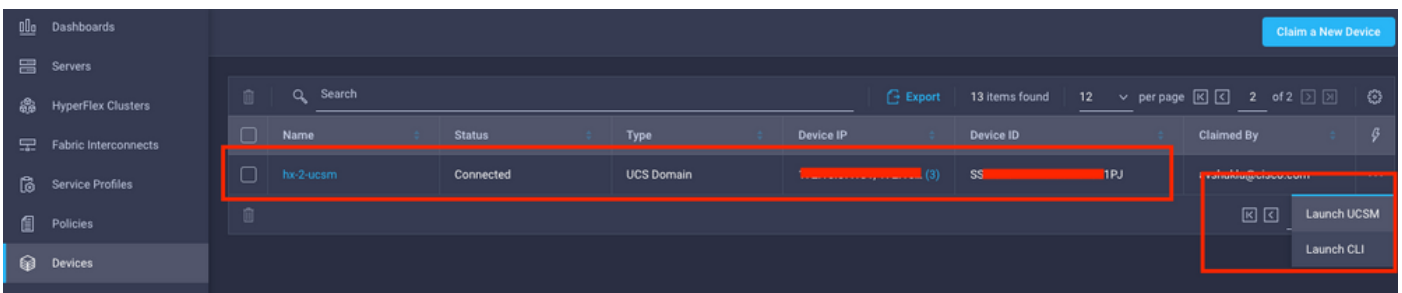 Dashboards
Claim a New Device
Servers
Search Export 13 items found 12 per page 2 of 2
HyperFlex Clusters
Name Status Type Device IP Device ID Claimed By
Fabric Interconnects
hx-2-ucsm Connected UCS Domain (3) SS 1PJ
Service Profiles
Policies
Launch UCSM
Launch CLI
Devices